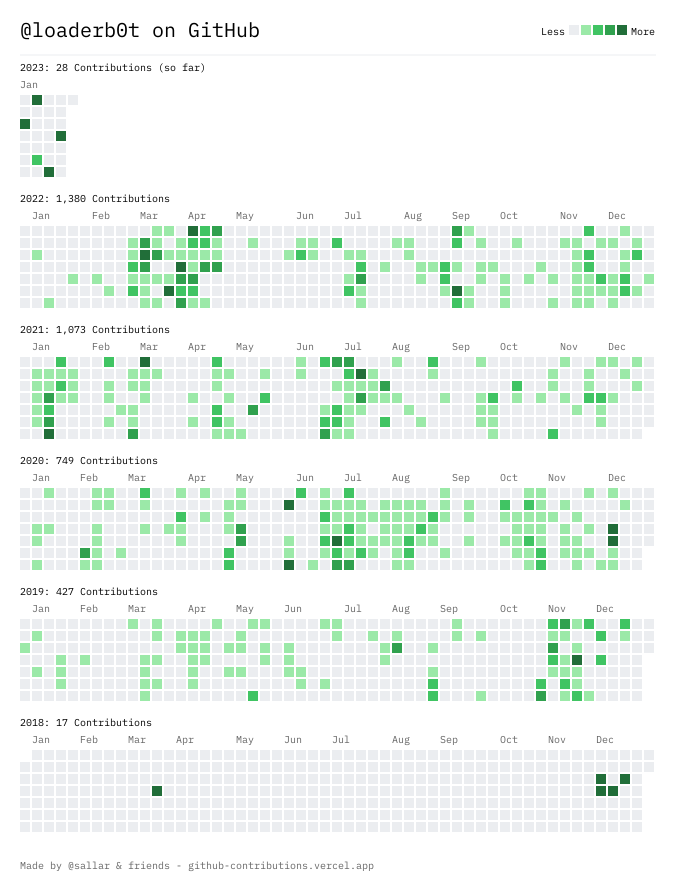 @loaderb0t on GitHub
Less More
2023: 28 Contributions (so far)
Jan
2022: 1,380 Contributions
Jan Feb Mar Apr May Jun Jul Aug Sep Oct Nov Dec
2021: 1,073 Contributions
Jan Feb Mar Apr May Jun Jul Aug Sep Oct Nov Dec
2020: 749 Contributions
Jan Feb Mar Apr May Jun Jul Aug Sep Oct Nov Dec
2019: 427 Contributions
Jan Feb Mar Apr May Jun Jul Aug Sep Oct Nov Dec
2018: 17 Contributions
Jan Feb Mar Apr May Jun Jul Aug Sep Oct Nov Dec
Made by @sallar & friends - github-contributions.vercel.app